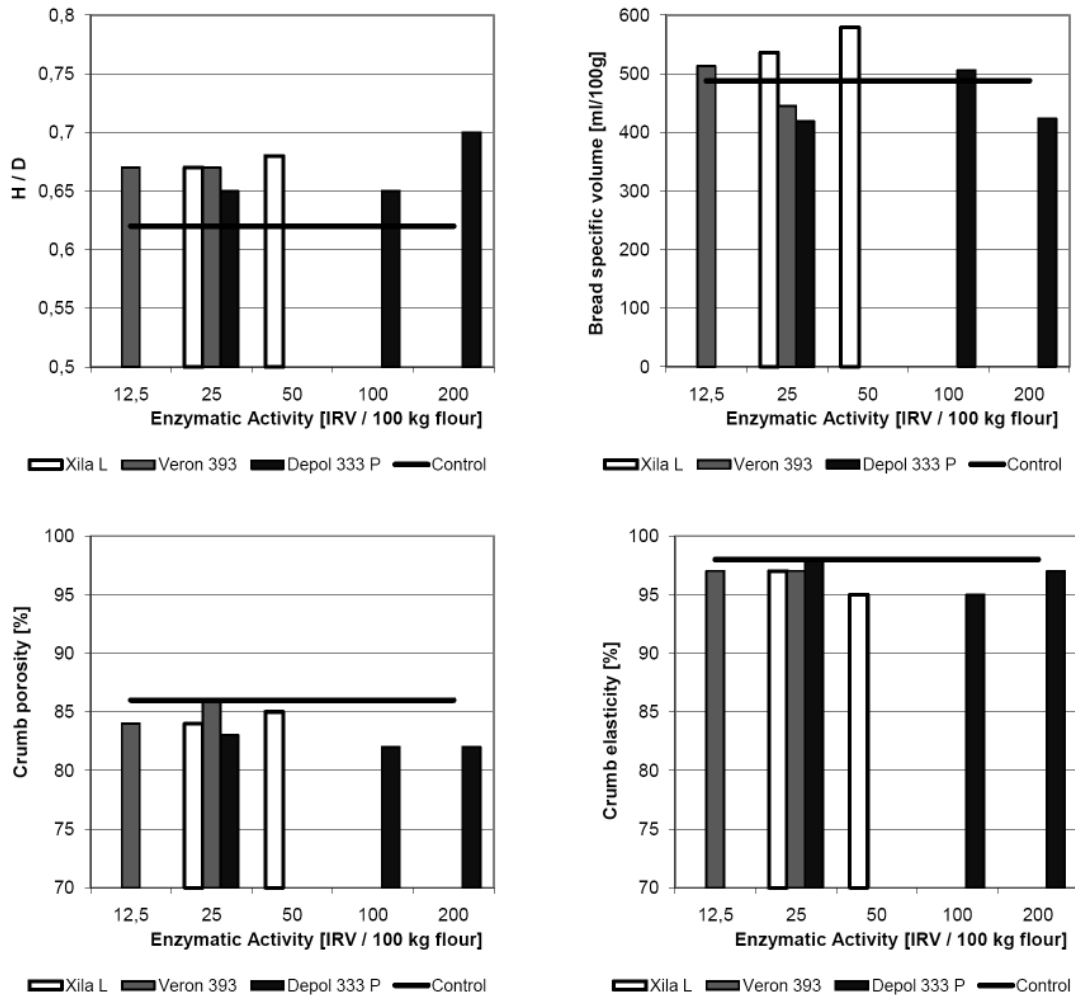 0,8
0,75
0,7
0,65
0,6
0,55
0,5
H / D
12,5 25 50 100 200
Enzymatic Activity [IRV / 100 kg flour]
Xila L Veron 393 Depol 333 P Control
600
500
400
300
200
100
0
Bread specific volume [ml/100g]
12,5 25 50 100 200
Enzymatic Activity [IRV / 100 kg flour]
Xila L Veron 393 Depol 333 P Control
100
95
90
85
80
75
70
Crumb porosity [%]
12,5 25 50 100 200
Enzymatic Activity [IRV / 100 kg flour]
Xila L Veron 393 Depol 333 P Control
100
95
90
85
80
75
70
Crumb elasticity [%]
12,5 25 50 100 200
Enzymatic Activity [IRV / 100 kg flour]
Xila L Veron 393 Depol 333 P Control